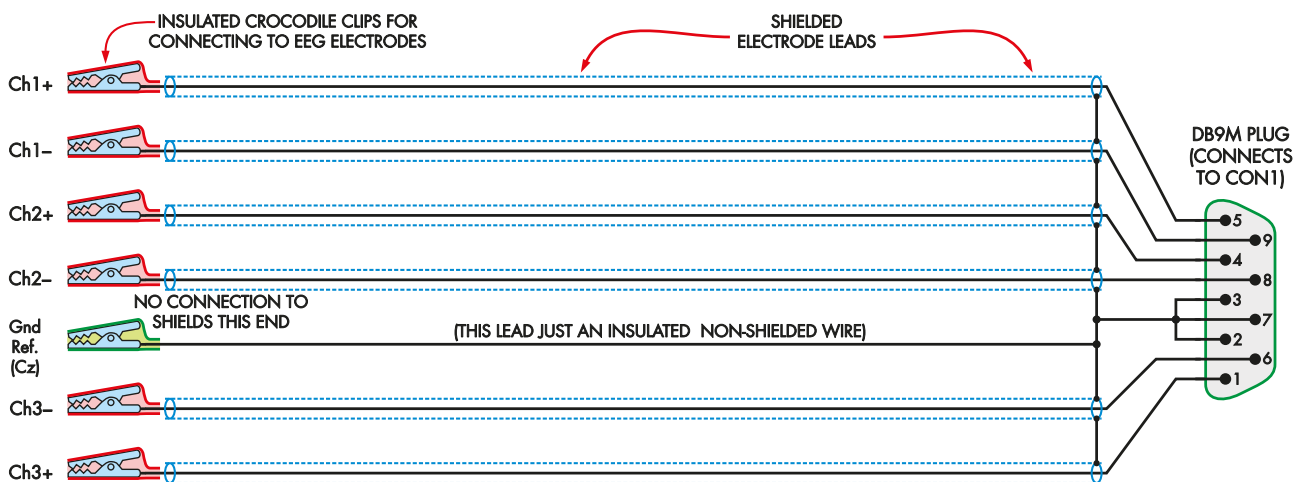 INSULATED CROCODILE CLIPS FOR
CONNECTING TO EEG ELECTRODES
SHIELDED
ELECTRODE LEADS
Ch1+
Ch1–
Ch2+
Ch2–
NO CONNECTION TO
SHIELDS THIS END
Gnd
Ref.
(Cz)
(THIS LEAD JUST AN INSULATED NON-SHIELDED WIRE)
Ch3–
Ch3+
DB9M PLUG
(CONNECTS
TO CON1)
5
9
4
8
3
7
2
6
1